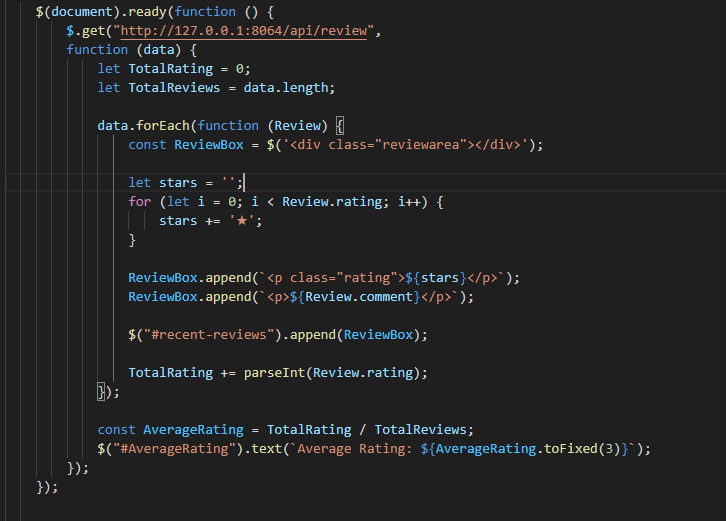 $(document).ready(function () {
    $.get("http://127.0.0.1:8064/api/review",
    function (data) {
        let TotalRating = 0;
        let TotalReviews = data.length;

        data.forEach(function (Review) {
            const ReviewBox = $('<div class="reviewarea"></div>');

            let stars = '';
            for (let i = 0; i < Review.rating; i++) {
                stars += '★';
            }

            ReviewBox.append(`<p class="rating">${stars}</p>`);
            ReviewBox.append(`<p>${Review.comment}</p>`);

            $("#recent-reviews").append(ReviewBox);

            TotalRating += parseInt(Review.rating);
        });

        const AverageRating = TotalRating / TotalReviews;
        $("#AverageRating").text(`Average Rating: ${AverageRating.toFixed(3)}`);
    });
});